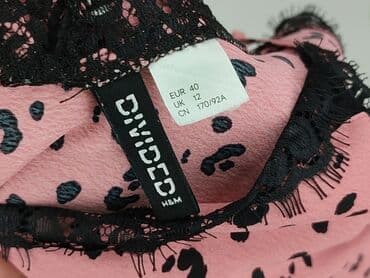 EUR 40
UK 12
CN 170/92A
DIVIDED
H&M